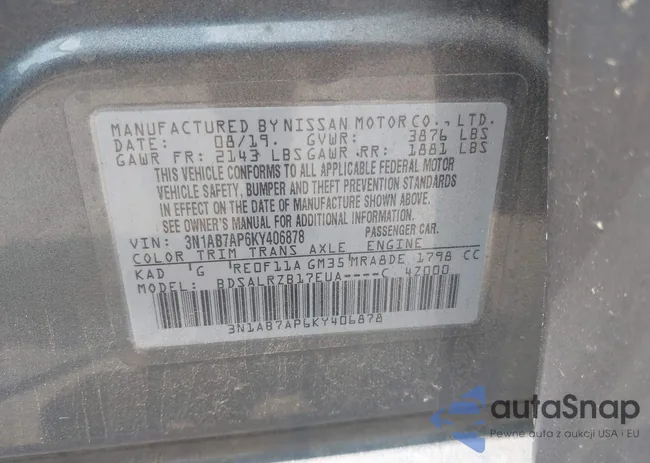 MANUFACTURED BY NISSAN MOTOR CO., LTD.
DATE: 08/19. GVWR: 3876 LBS
GAWR FR: 2143 LBS GAWR RR: 1881 LBS
THIS VEHICLE CONFORMS TO ALL APPLICABLE FEDERAL MOTOR
VEHICLE SAFETY, BUMPER AND THEFT PREVENTION STANDARDS
IN EFFECT ON THE DATE OF MANUFACTURE SHOWN ABOVE.
SEE OWNER'S MANUAL FOR ADDITIONAL INFORMATION.
VIN: 3N1AB7AP6KY406878 PASSENGER CAR.
COLOR TRIM TRANS AXLE ENGINE
KAD G RE0F11A GM35 MRA8DE 1798 CC
MODEL: BDSALRZB17EUA----C 4Z000
3N1AB7AP6KY406878
autaSnap
Pewne auta z aukcji USA i EU